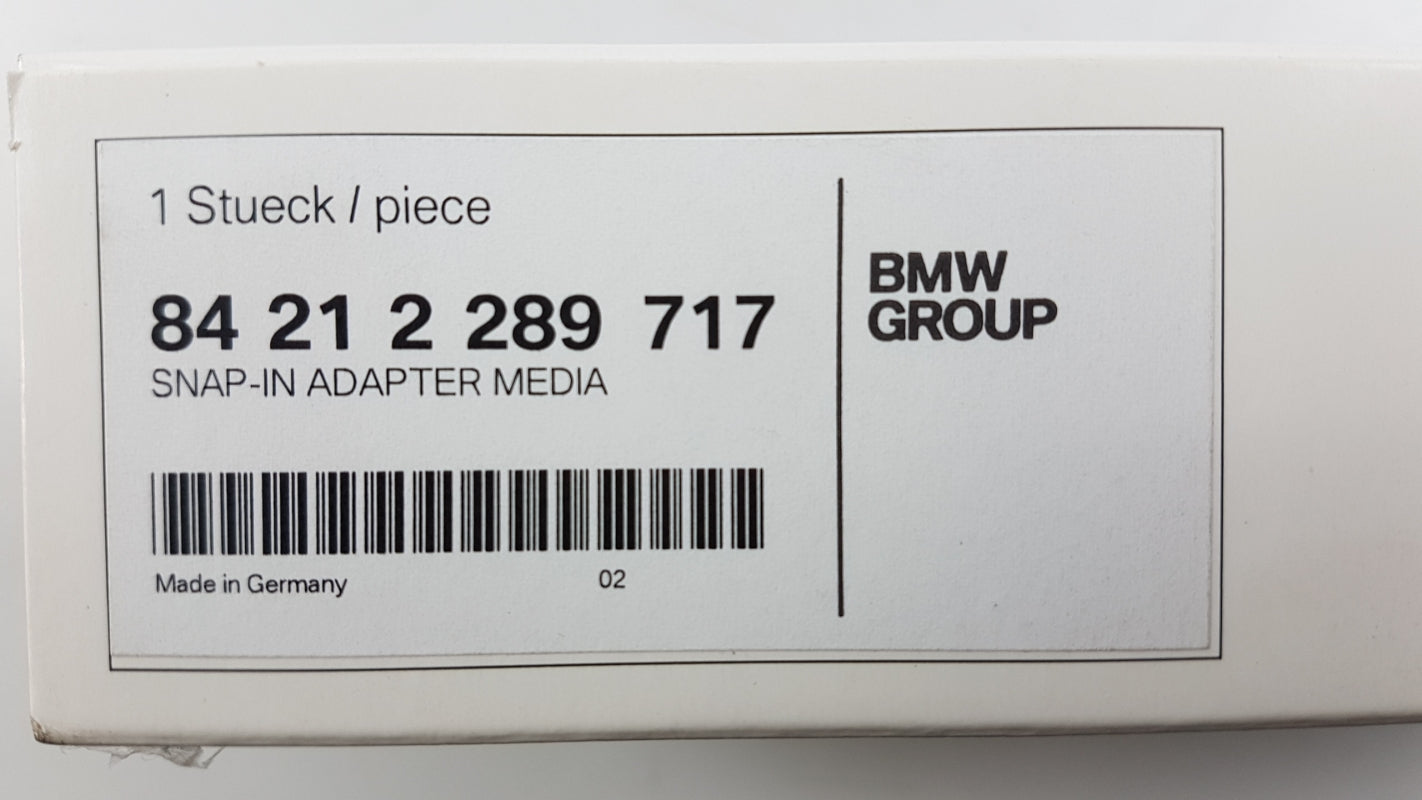 1 Stueck / piece
84 21 2 289 717
SNAP-IN ADAPTER MEDIA
Made in Germany
02
BMW
GROUP